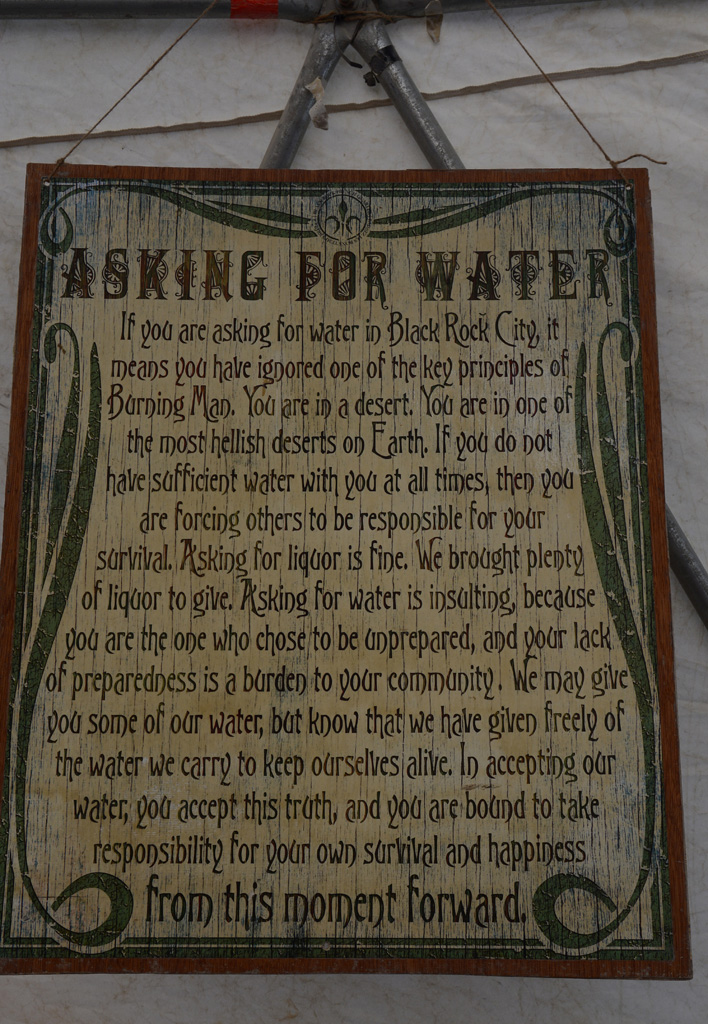 ASKING FOR WATER
If you are asking for water in Black Rock City, it
means you have ignored one of the key principles of
Burning Man. You are in a desert. You are in one of
the most hellish deserts on Earth. If you do not
have sufficient water with you at all times, then you
are forcing others to be responsible for your
survival. Asking for liquor is fine. We brought plenty
of liquor to give. Asking for water is insulting, because
you are the one who chose to be unprepared, and your lack
of preparedness is a burden to your community. We may give
you some of our water, but know that we have given freely of
the water we carry to keep ourselves alive. In accepting our
water, you accept this truth, and you are bound to take
responsibility for your own survival and happiness
from this moment forward.